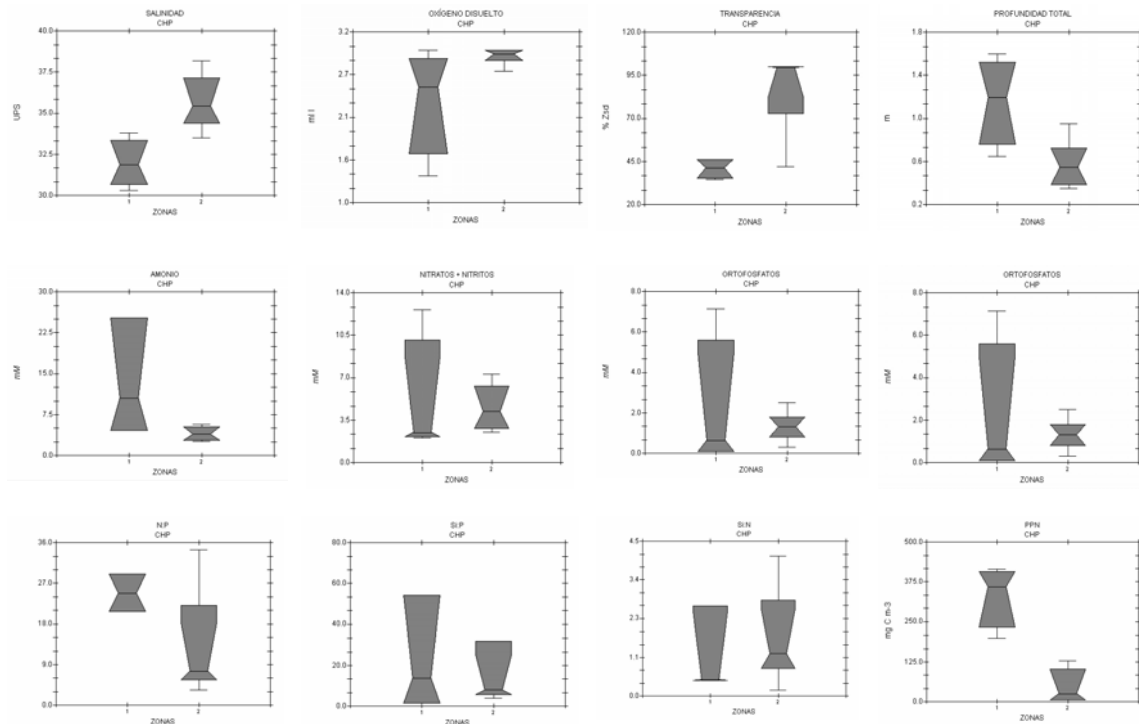 SALINIDAD
CHP
40.0
37.5
UPS
35.0
32.5
30.0
1
2
ZONAS
OXÍGENO DISUELTO
CHP
3.2
2.7
ml l
2.1
1.6
1.0
1
2
ZONAS
TRANSPARENCIA
CHP
120.0
95.0
% Zsd
70.0
45.0
20.0
1
2
ZONAS
PROFUNDIDAD TOTAL
CHP
1.8
1.4
m
1.0
0.6
0.2
1
2
ZONAS
AMONIO
CHP
30.0
22.5
mM
15.0
7.5
0.0
1
2
ZONAS
NITRATOS + NITRITOS
CHP
14.0
10.5
mM
7.0
3.5
0.0
1
2
ZONAS
ORTOFOSFATOS
CHP
8.0
6.0
mM
4.0
2.0
0.0
1
2
ZONAS
ORTOFOSFATOS
CHP
8.0
6.0
mM
4.0
2.0
0.0
1
2
ZONAS
N:P
CHP
36.0
27.0
18.0
9.0
0.0
1
2
ZONAS
SI:P
CHP
80.0
60.0
40.0
20.0
0.0
1
2
ZONAS
SI:N
CHP
4.5
3.4
2.3
1.5
0.0
1
2
ZONAS
PPN
CHP
500.0
375.0
mg C m-3
250.0
125.0
0.0
1
2
ZONAS